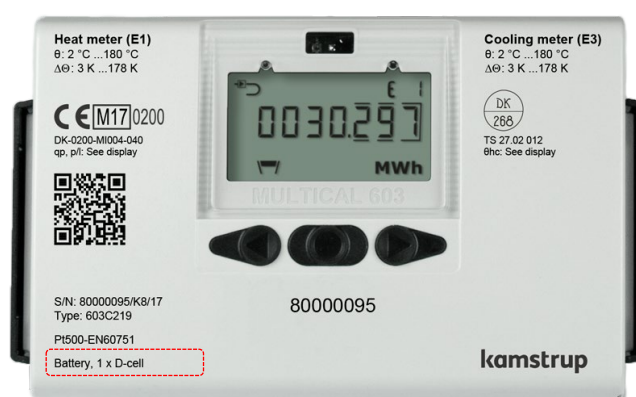 Heat meter (E1)
θ: 2 °C ...180 °C
ΔΘ: 3 K ...178 K
CE M17 0200
DK-0200-MI004-040
qp, p/l: See display
S/N: 80000095/K8/17
Type: 603C219
Pt500-EN60751
Battery, 1 x D-cell
E 1
0030.297
MWh
MULTICAL 603
80000095
Cooling meter (E3)
θ: 2 °C ...180 °C
ΔΘ: 3 K ...178 K
DK
268
TS 27.02 012
θhc: See display
kamstrup